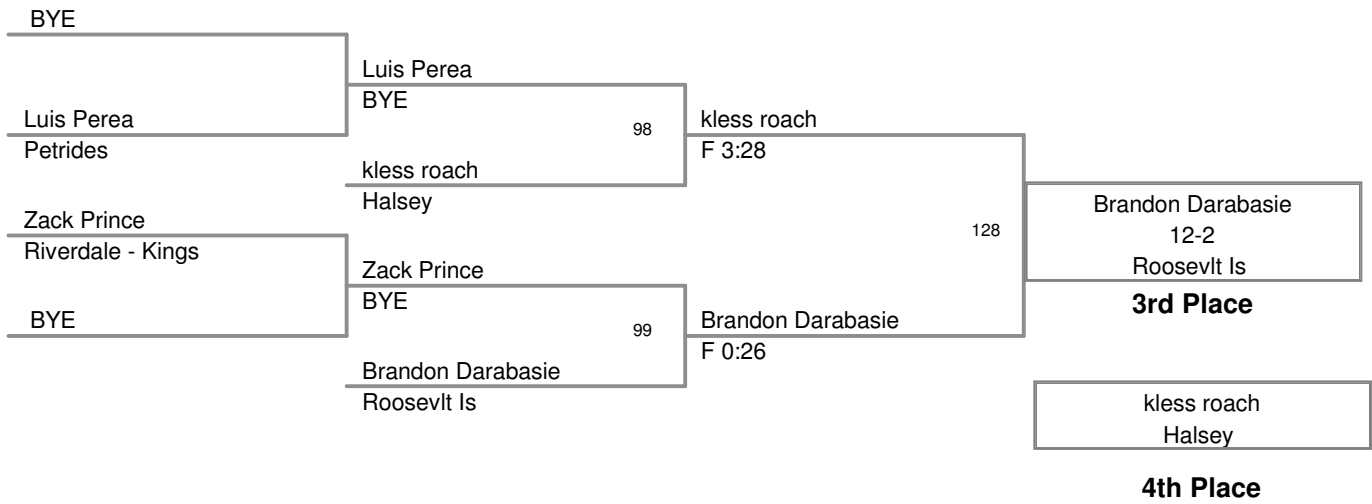 BYE
Luis Perea
BYE
Luis Perea
Petrides
98
kless roach
F 3:28
kless roach
Halsey
Zack Prince
Riverdale - Kings
128
Brandon Darabasie
12-2
Roosevlt Is
3rd Place
Zack Prince
BYE
BYE
99
Brandon Darabasie
F 0:26
Brandon Darabasie
Roosevlt Is
kless roach
Halsey
4th Place